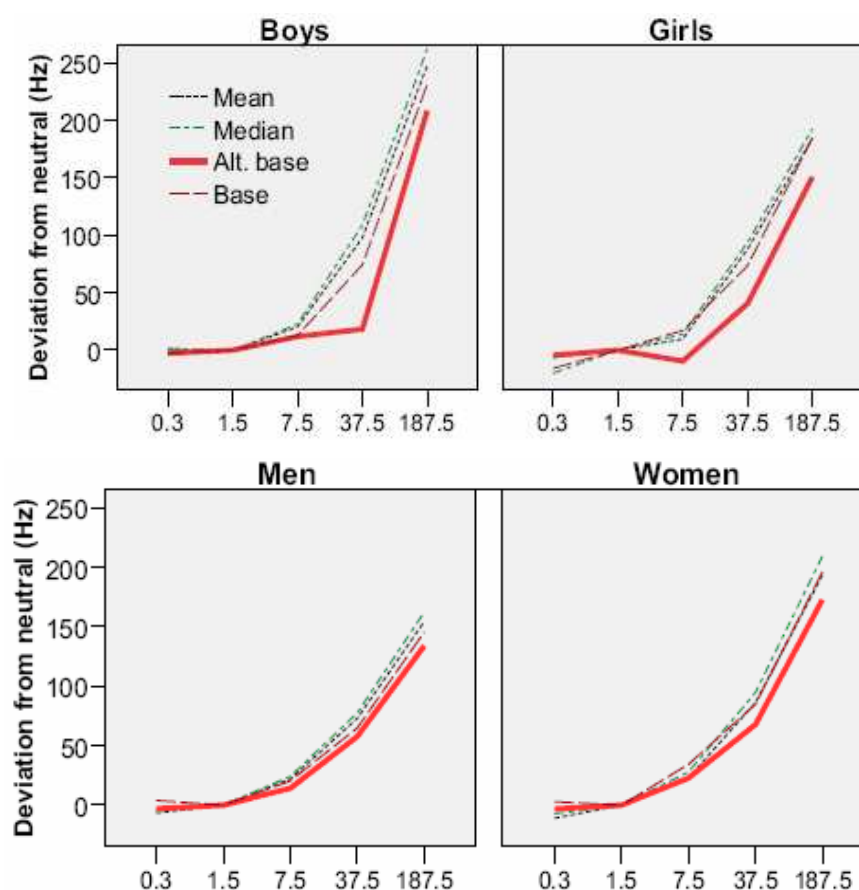 Boys Girls
Deviation from neutral (Hz)
250
200
150
100
50
0
Mean
Median
Alt. base
Base
0.3 1.5 7.5 37.5 187.5 0.3 1.5 7.5 37.5 187.5
Men Women
Deviation from neutral (Hz)
250
200
150
100
50
0
0.3 1.5 7.5 37.5 187.5 0.3 1.5 7.5 37.5 187.5